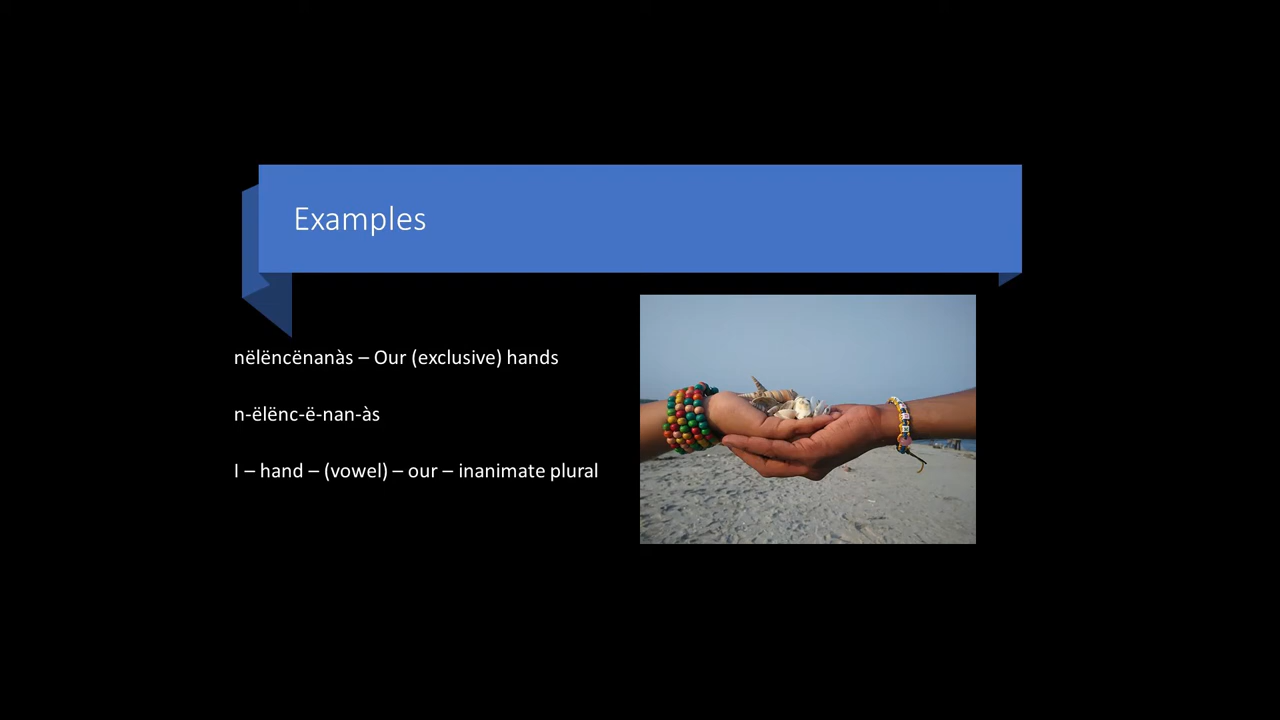 Examples
nëlëncënanàs – Our (exclusive) hands
n-ëlënc-ë-nan-às
I – hand – (vowel) – our – inanimate plural